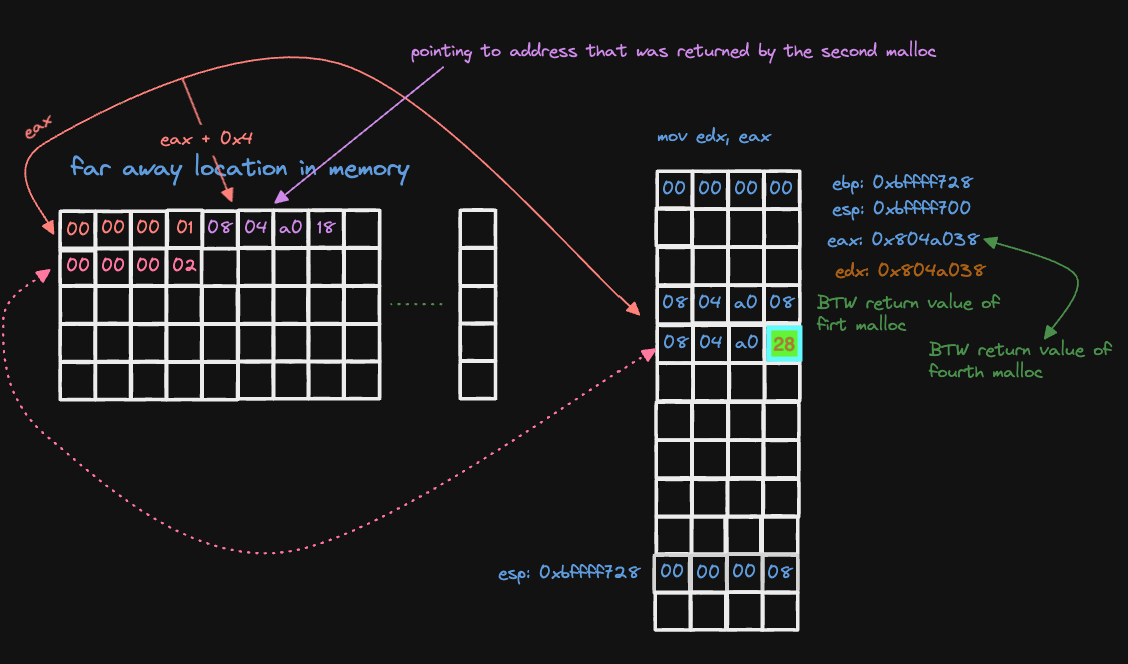 pointing to address that was returned by the second malloc
eax
eax + 0x4
far away location in memory
00 00 00 01 08 04 a0 18
00 00 00 02
mov edx, eax
00 00 00 00
08 04 a0 08
08 04 a0 28
00 00 00 08
ebp: 0xbffff728
esp: 0xbffff700
eax: 0x804a038
edx: 0x804a038
BTW return value of
firt malloc
BTW return value of
fourth malloc
esp: 0xbffff728